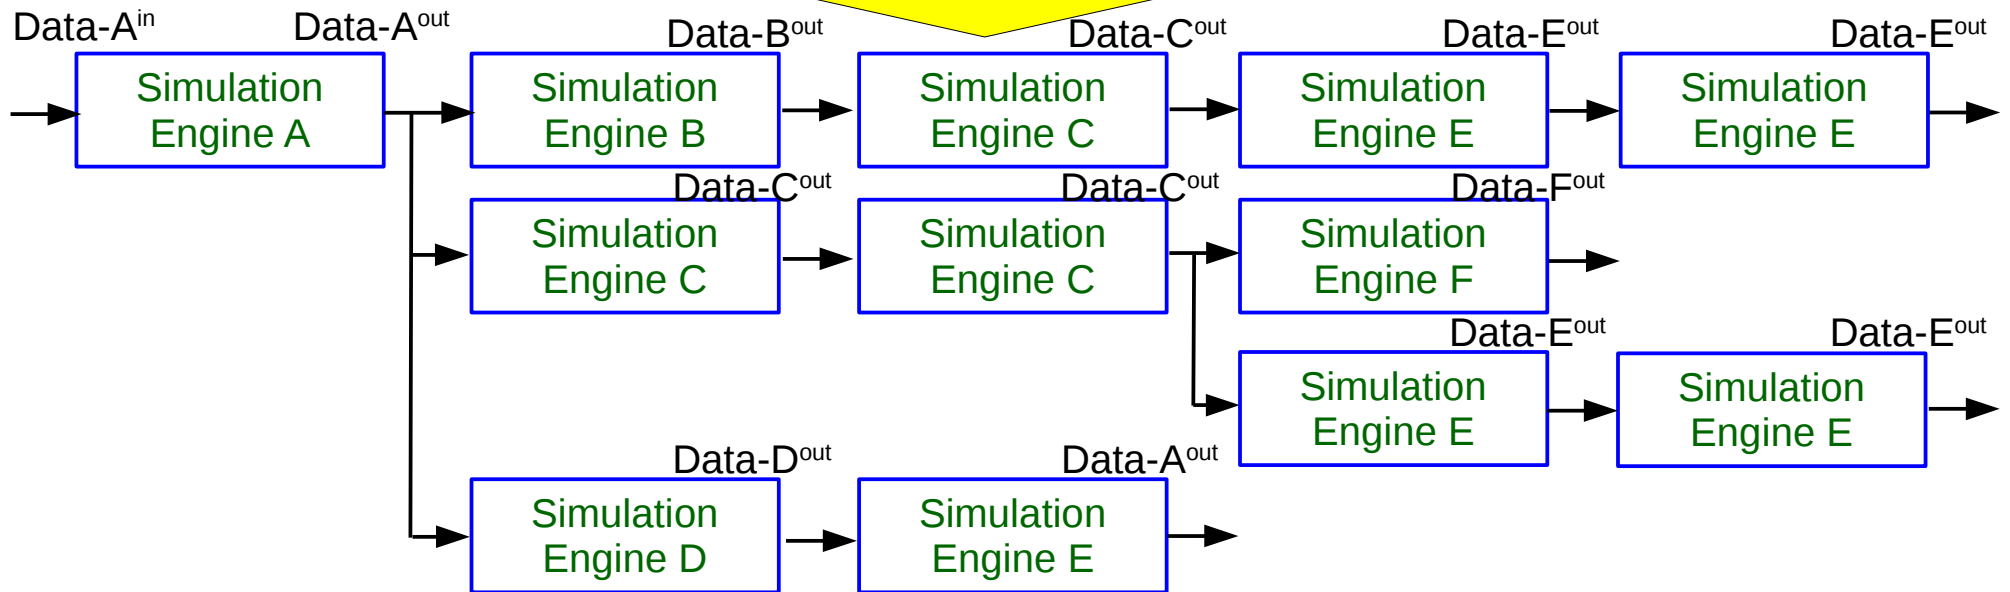 Data-A^in
Data-A^out
Data-B^out
Data-C^out
Data-E^out
Data-E^out
Simulation
Engine A
Simulation
Engine B
Simulation
Engine C
Simulation
Engine E
Simulation
Engine E
Data-C^out
Data-C^out
Data-F^out
Simulation
Engine C
Simulation
Engine C
Simulation
Engine F
Data-E^out
Data-E^out
Simulation
Engine E
Simulation
Engine E
Data-D^out
Data-A^out
Simulation
Engine D
Simulation
Engine E